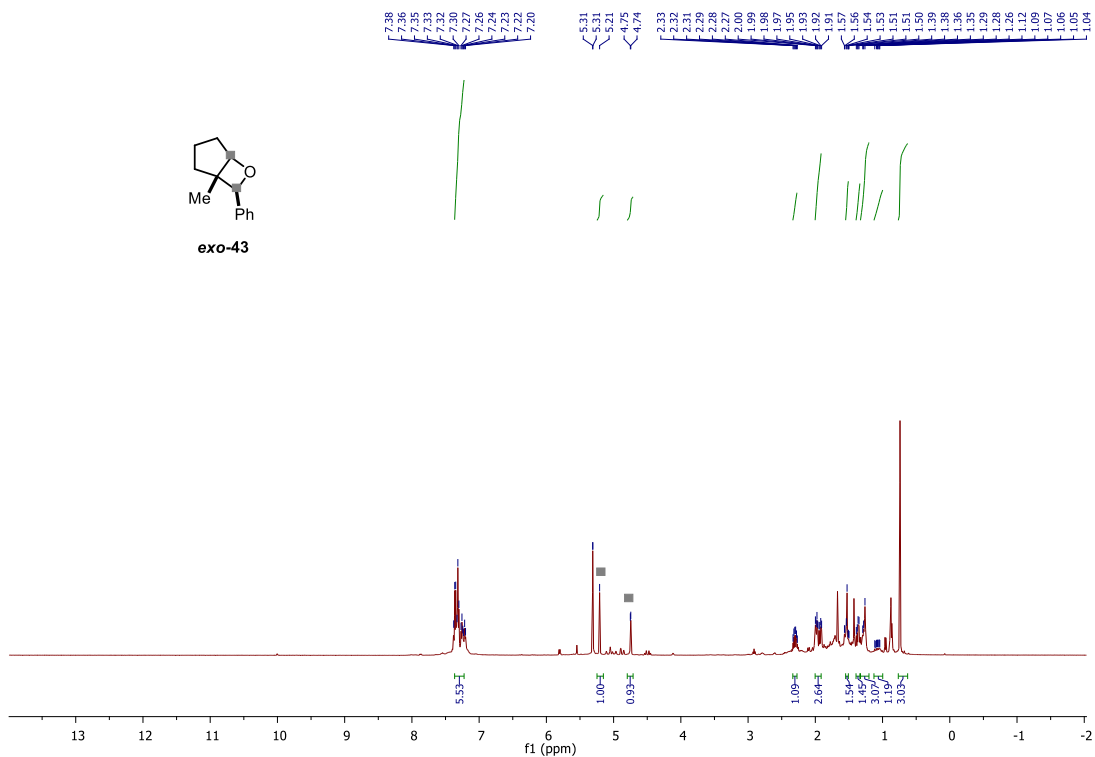 7.38 7.36 7.35 7.33 7.32 7.30 7.27 7.26 7.24 7.23 7.22 7.20 5.31 5.31 5.21 4.75 4.74 2.33 2.32 2.31 2.29 2.28 2.27 2.00 1.99 1.98 1.97 1.95 1.93 1.92 1.91 1.57 1.56 1.54 1.53 1.51 1.51 1.50 1.39 1.38 1.36 1.35 1.29 1.28 1.26 1.12 1.09 1.07 1.06 1.05 1.04
O
Me
Ph
exo-43
5.53 1.00 0.93 1.09 2.64 1.54 1.45 3.07 1.19 3.03
13 12 11 10 9 8 7 6 5 4 3 2 1 0 -1 -2
f1 (ppm)